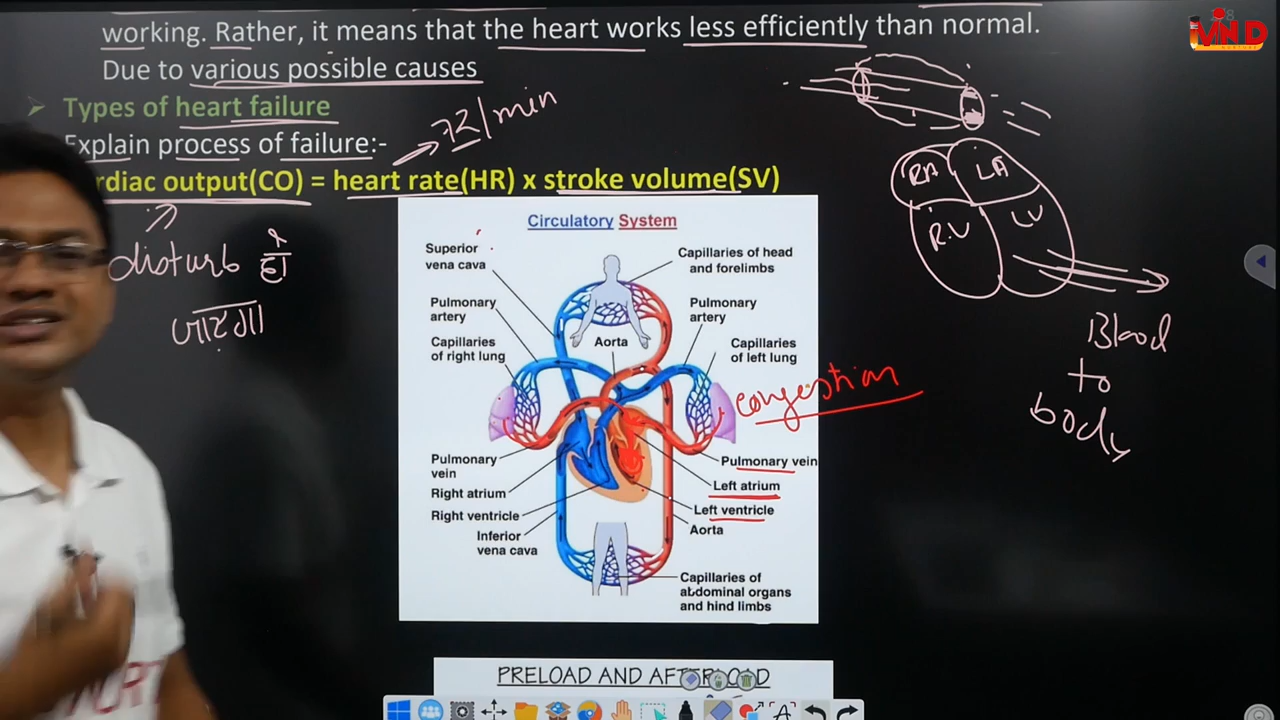 working. Rather, it means that the heart works less efficiently than normal.
Due to various possible causes
Types of heart failure
Explain process of failure:-
72/min
rdiac output(CO) = heart rate(HR) x stroke volume(SV)
disturb हो
जाएगा
RA
LA
R.V
LV
Blood
to
body
Circulatory System
Superior
vena cava
Capillaries of head
and forelimbs
Pulmonary
artery
Pulmonary
artery
Aorta
Capillaries
of right lung
Capillaries
of left lung
congestion
Pulmonary
vein
Pulmonary vein
Right atrium
Left atrium
Right ventricle
Left ventricle
Inferior
vena cava
Aorta
Capillaries of
abdominal organs
and hind limbs
PRELOAD AND AFTERLOAD